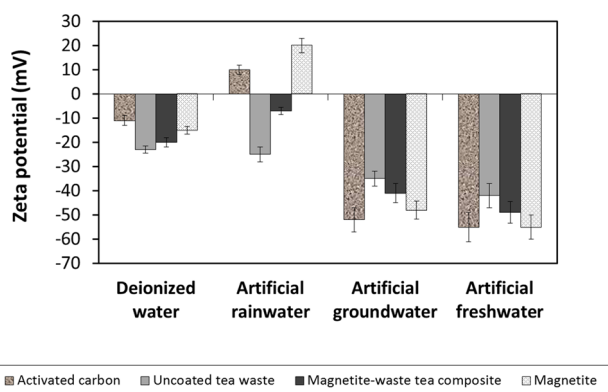 Zeta potential (mV)
30
20
10
0
-10
-20
-30
-40
-50
-60
-70
Deionized water
Artificial rainwater
Artificial groundwater
Artificial freshwater
Activated carbon
Uncoated tea waste
Magnetite-waste tea composite
Magnetite